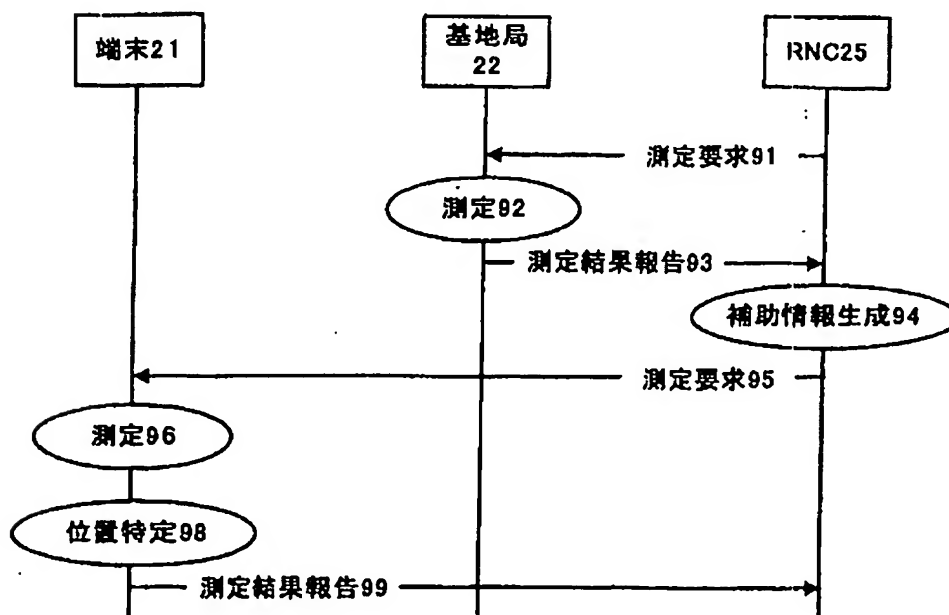 端末21
基地局
22
RNC25
測定要求91
測定92
測定結果報告93
補助情報生成94
測定要求95
測定96
位置特定98
測定結果報告99